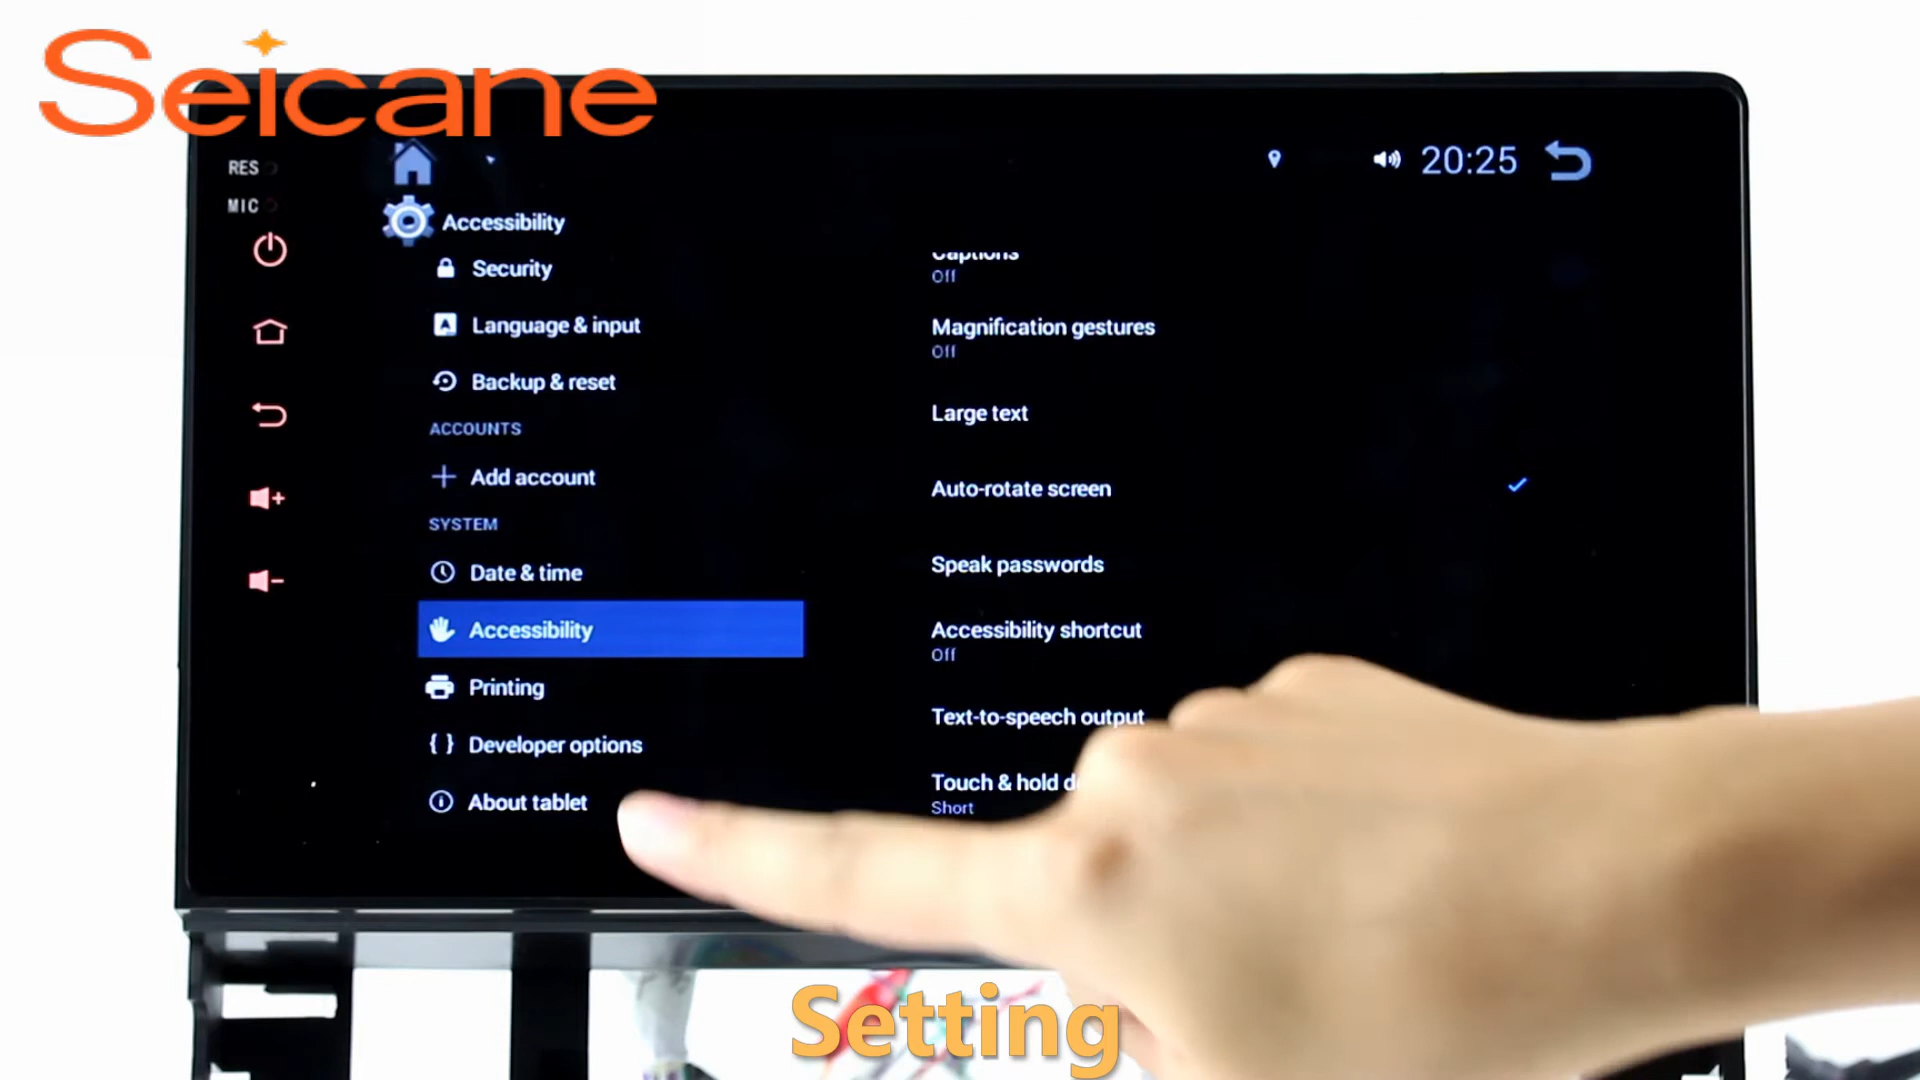 Seicane
RES
MIC
20:25
Accessibility
Security
Language & input
Backup & reset
ACCOUNTS
Add account
SYSTEM
Date & time
Accessibility
Printing
Developer options
About tablet
Captions
Off
Magnification gestures
Off
Large text
Auto-rotate screen
Speak passwords
Accessibility shortcut
Off
Text-to-speech output
Touch & hold
Short
Setting